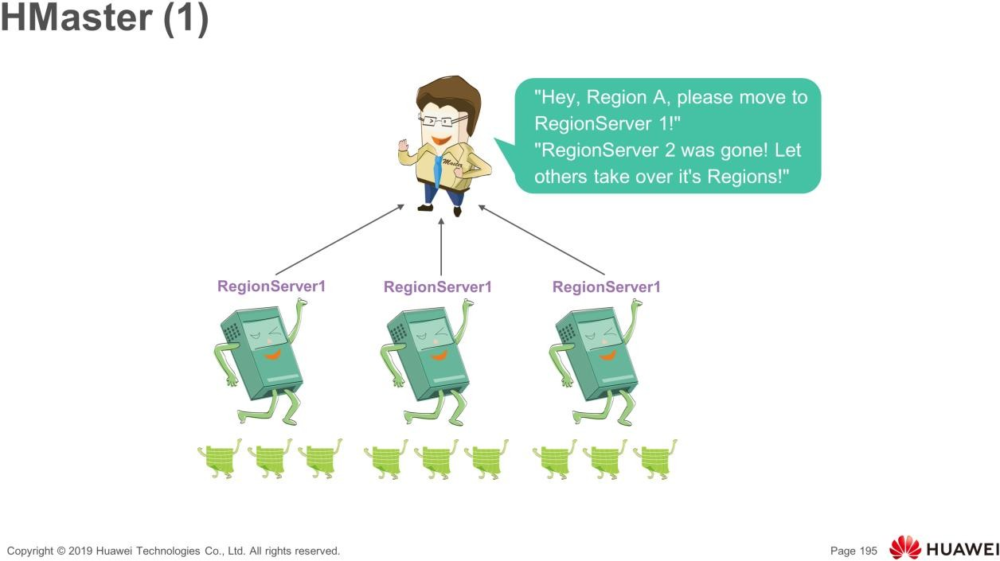 HMaster (1)
"Hey, Region A, please move to
RegionServer 1!"
"RegionServer 2 was gone! Let
others take over it's Regions!"
Master
RegionServer1 RegionServer1 RegionServer1
Copyright © 2019 Huawei Technologies Co., Ltd. All rights reserved.
Page 195
HUAWEI